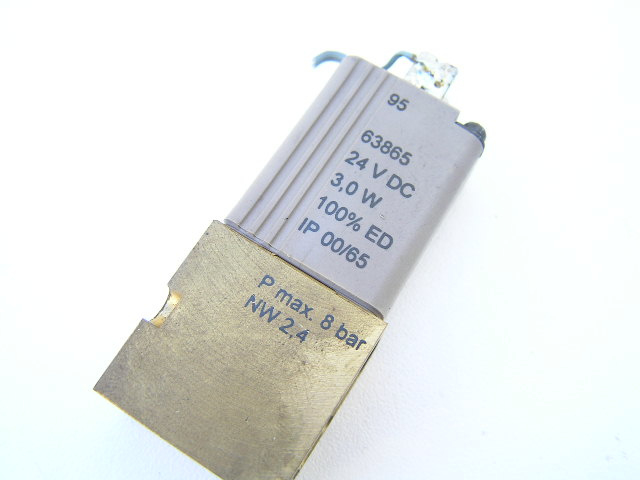 95
63865
24 V DC
3,0 W
100% ED
IP 00/65
P max. 8 bar
NW 2,4